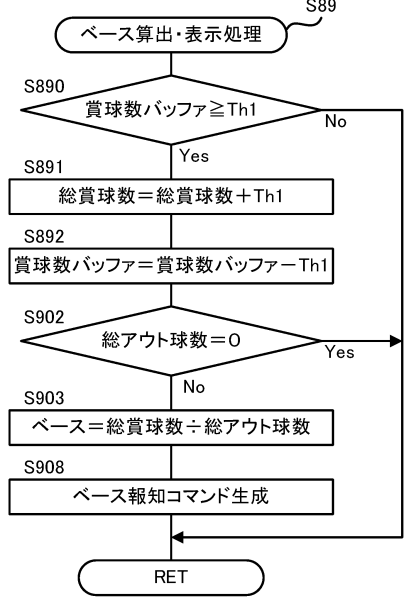 S89
ベース算出・表示処理
S890
賞球数バッファ≧Th1
No
Yes
S891
総賞球数＝総賞球数＋Th1
S892
賞球数バッファ＝賞球数バッファ－Th1
S902
総アウト球数＝0
Yes
No
S903
ベース＝総賞球数÷総アウト球数
S908
ベース報知コマンド生成
RET